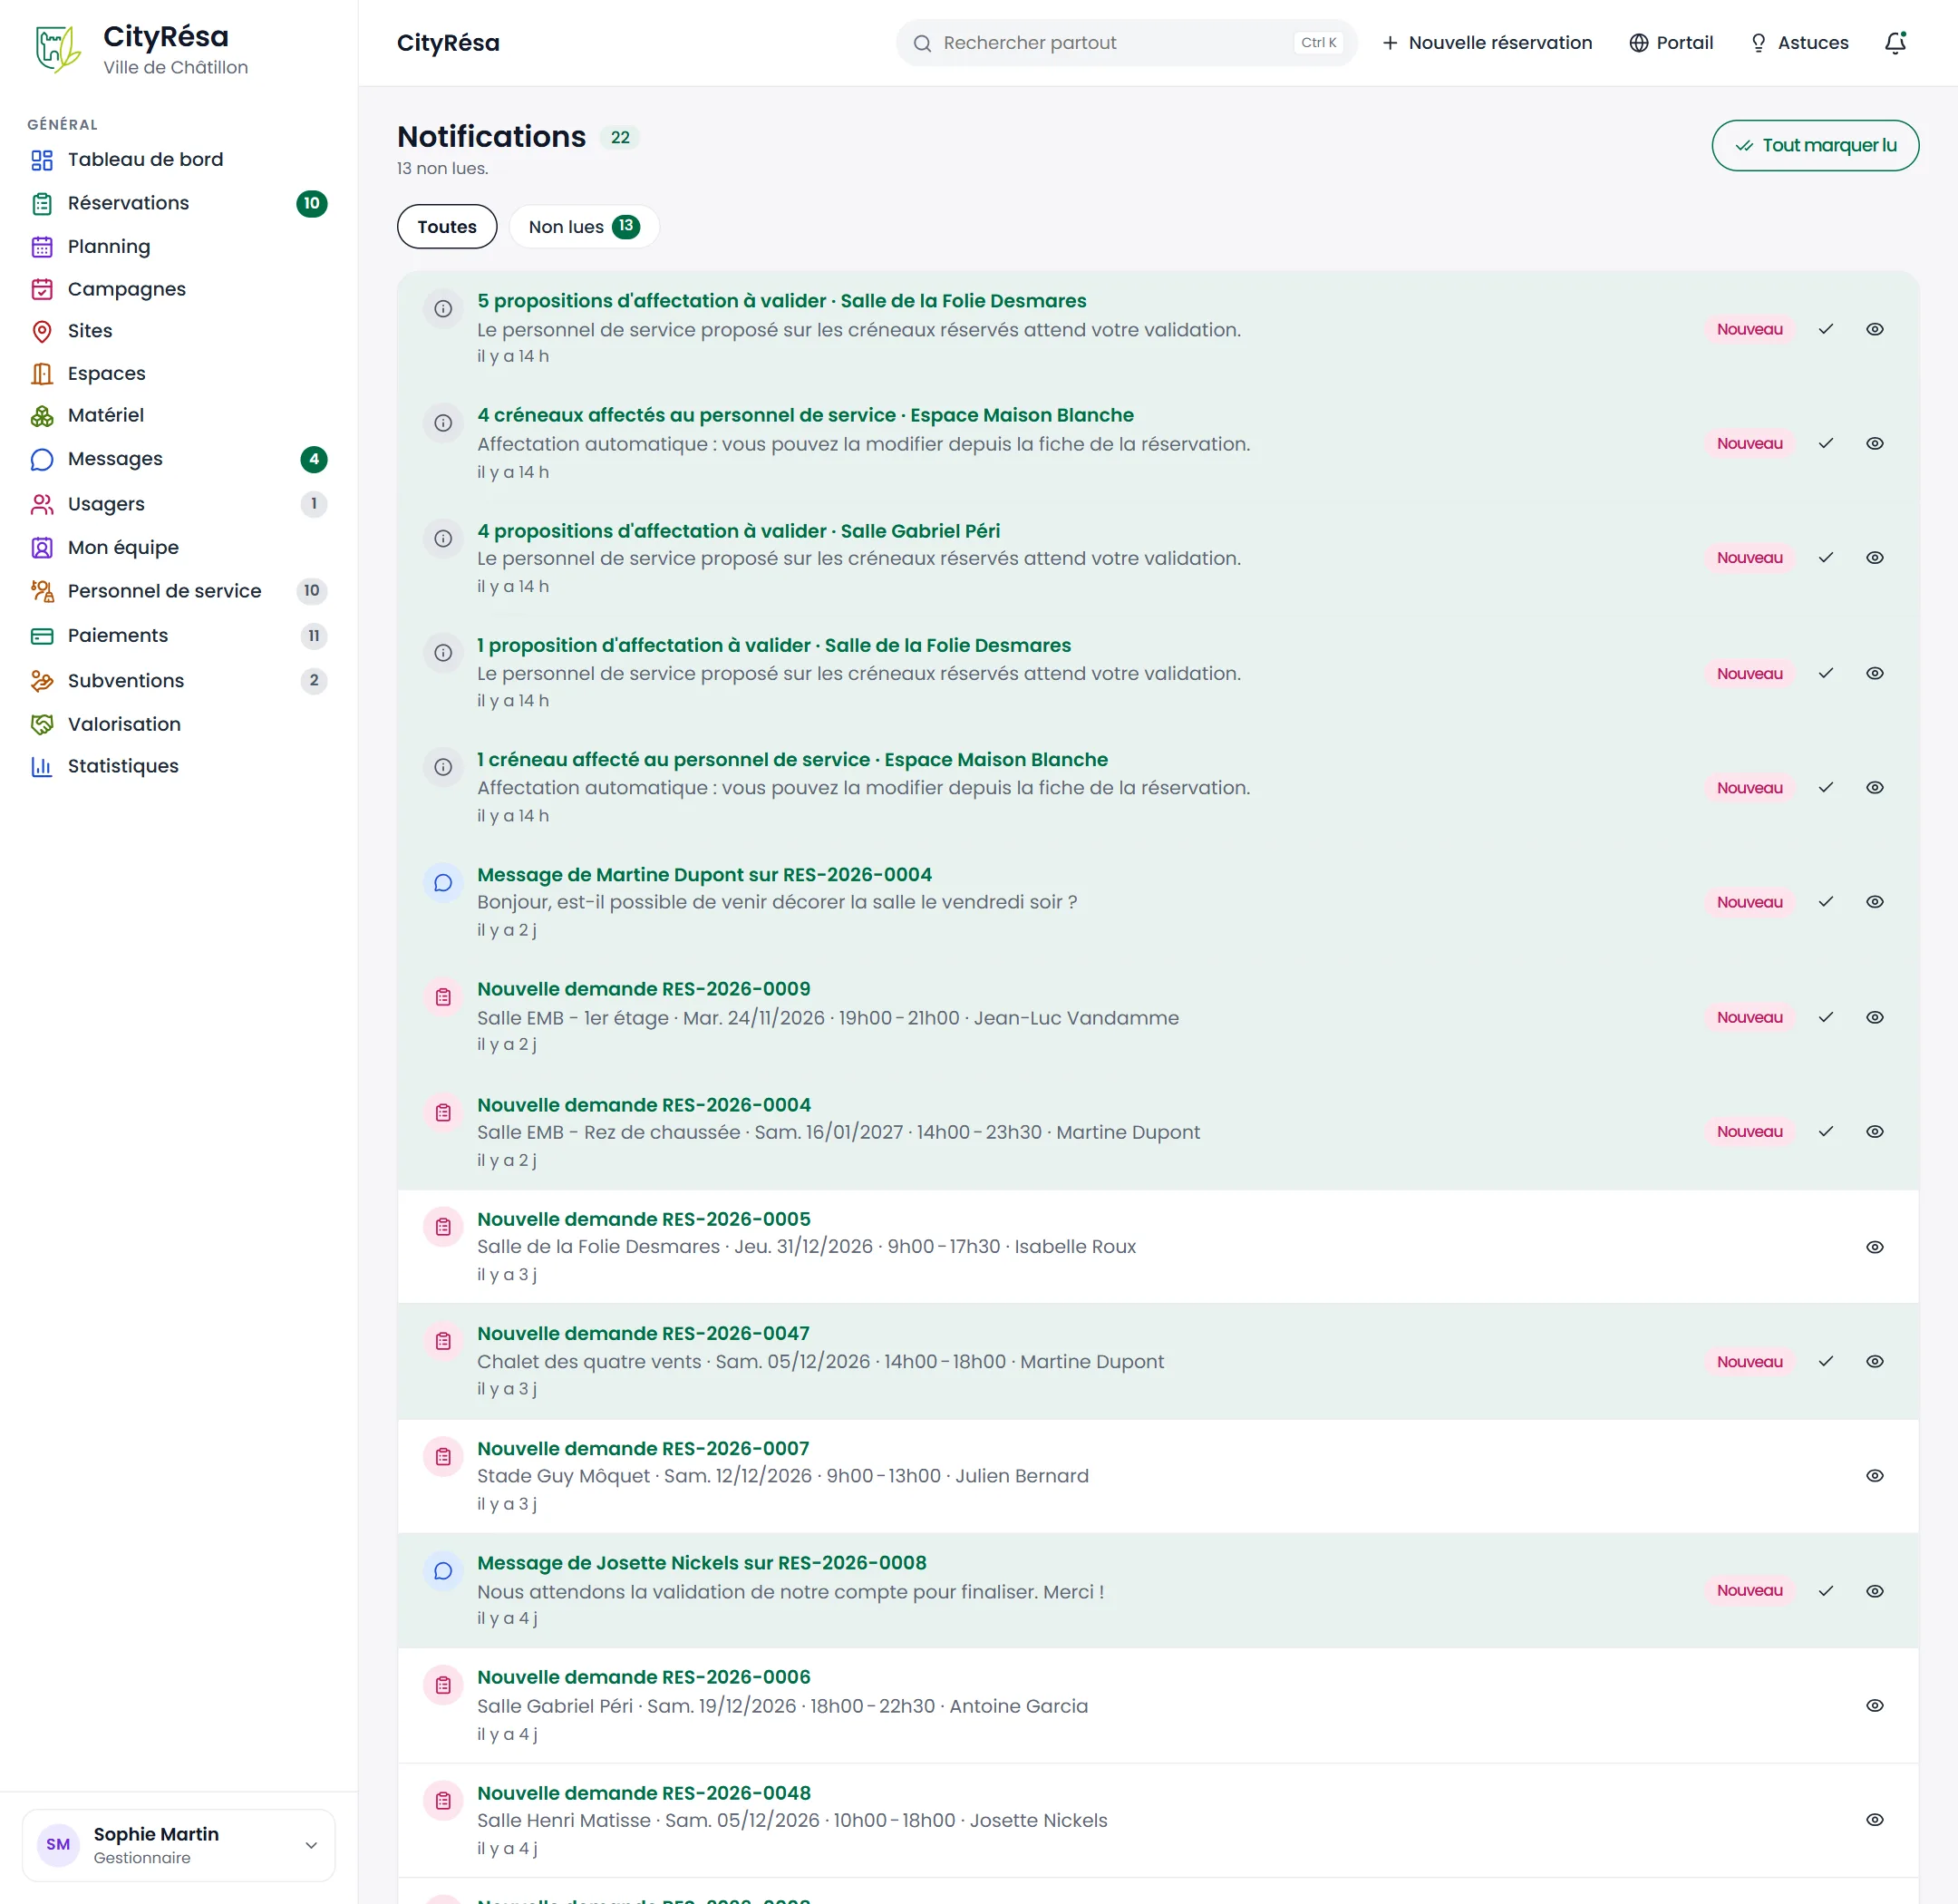 CityRésa
Ville de Châtillon
GÉNÉRAL
Tableau de bord
Réservations 10
Planning
Campagnes
Sites
Espaces
Matériel
Messages 4
Usagers 1
Mon équipe
Personnel de service 10
Paiements 11
Subventions 2
Valorisation
Statistiques
SM
Sophie Martin
Gestionnaire
CityRésa
Rechercher partout Ctrl K
Nouvelle réservation
Portail
Astuces
Notifications 22
13 non lues.
Tout marquer lu
Toutes
Non lues 13
5 propositions d'affectation à valider · Salle de la Folie Desmares
Le personnel de service proposé sur les créneaux réservés attend votre validation.
il y a 14 h
Nouveau
4 créneaux affectés au personnel de service · Espace Maison Blanche
Affectation automatique : vous pouvez la modifier depuis la fiche de la réservation.
il y a 14 h
Nouveau
4 propositions d'affectation à valider · Salle Gabriel Péri
Le personnel de service proposé sur les créneaux réservés attend votre validation.
il y a 14 h
Nouveau
1 proposition d'affectation à valider · Salle de la Folie Desmares
Le personnel de service proposé sur les créneaux réservés attend votre validation.
il y a 14 h
Nouveau
1 créneau affecté au personnel de service · Espace Maison Blanche
Affectation automatique : vous pouvez la modifier depuis la fiche de la réservation.
il y a 14 h
Nouveau
Message de Martine Dupont sur RES-2026-0004
Bonjour, est-il possible de venir décorer la salle le vendredi soir ?
il y a 2 j
Nouveau
Nouvelle demande RES-2026-0009
Salle EMB - 1er étage · Mar. 24/11/2026 · 19h00 - 21h00 · Jean-Luc Vandamme
il y a 2 j
Nouveau
Nouvelle demande RES-2026-0004
Salle EMB - Rez de chaussée · Sam. 16/01/2027 · 14h00 - 23h30 · Martine Dupont
il y a 2 j
Nouveau
Nouvelle demande RES-2026-0005
Salle de la Folie Desmares · Jeu. 31/12/2026 · 9h00 - 17h30 · Isabelle Roux
il y a 3 j
Nouvelle demande RES-2026-0047
Chalet des quatre vents · Sam. 05/12/2026 · 14h00 - 18h00 · Martine Dupont
il y a 3 j
Nouveau
Nouvelle demande RES-2026-0007
Stade Guy Môquet · Sam. 12/12/2026 · 9h00 - 13h00 · Julien Bernard
il y a 3 j
Message de Josette Nickels sur RES-2026-0008
Nous attendons la validation de notre compte pour finaliser. Merci !
il y a 4 j
Nouveau
Nouvelle demande RES-2026-0006
Salle Gabriel Péri · Sam. 19/12/2026 · 18h00 - 22h30 · Antoine Garcia
il y a 4 j
Nouvelle demande RES-2026-0048
Salle Henri Matisse · Sam. 05/12/2026 · 10h00 - 18h00 · Josette Nickels
il y a 4 j